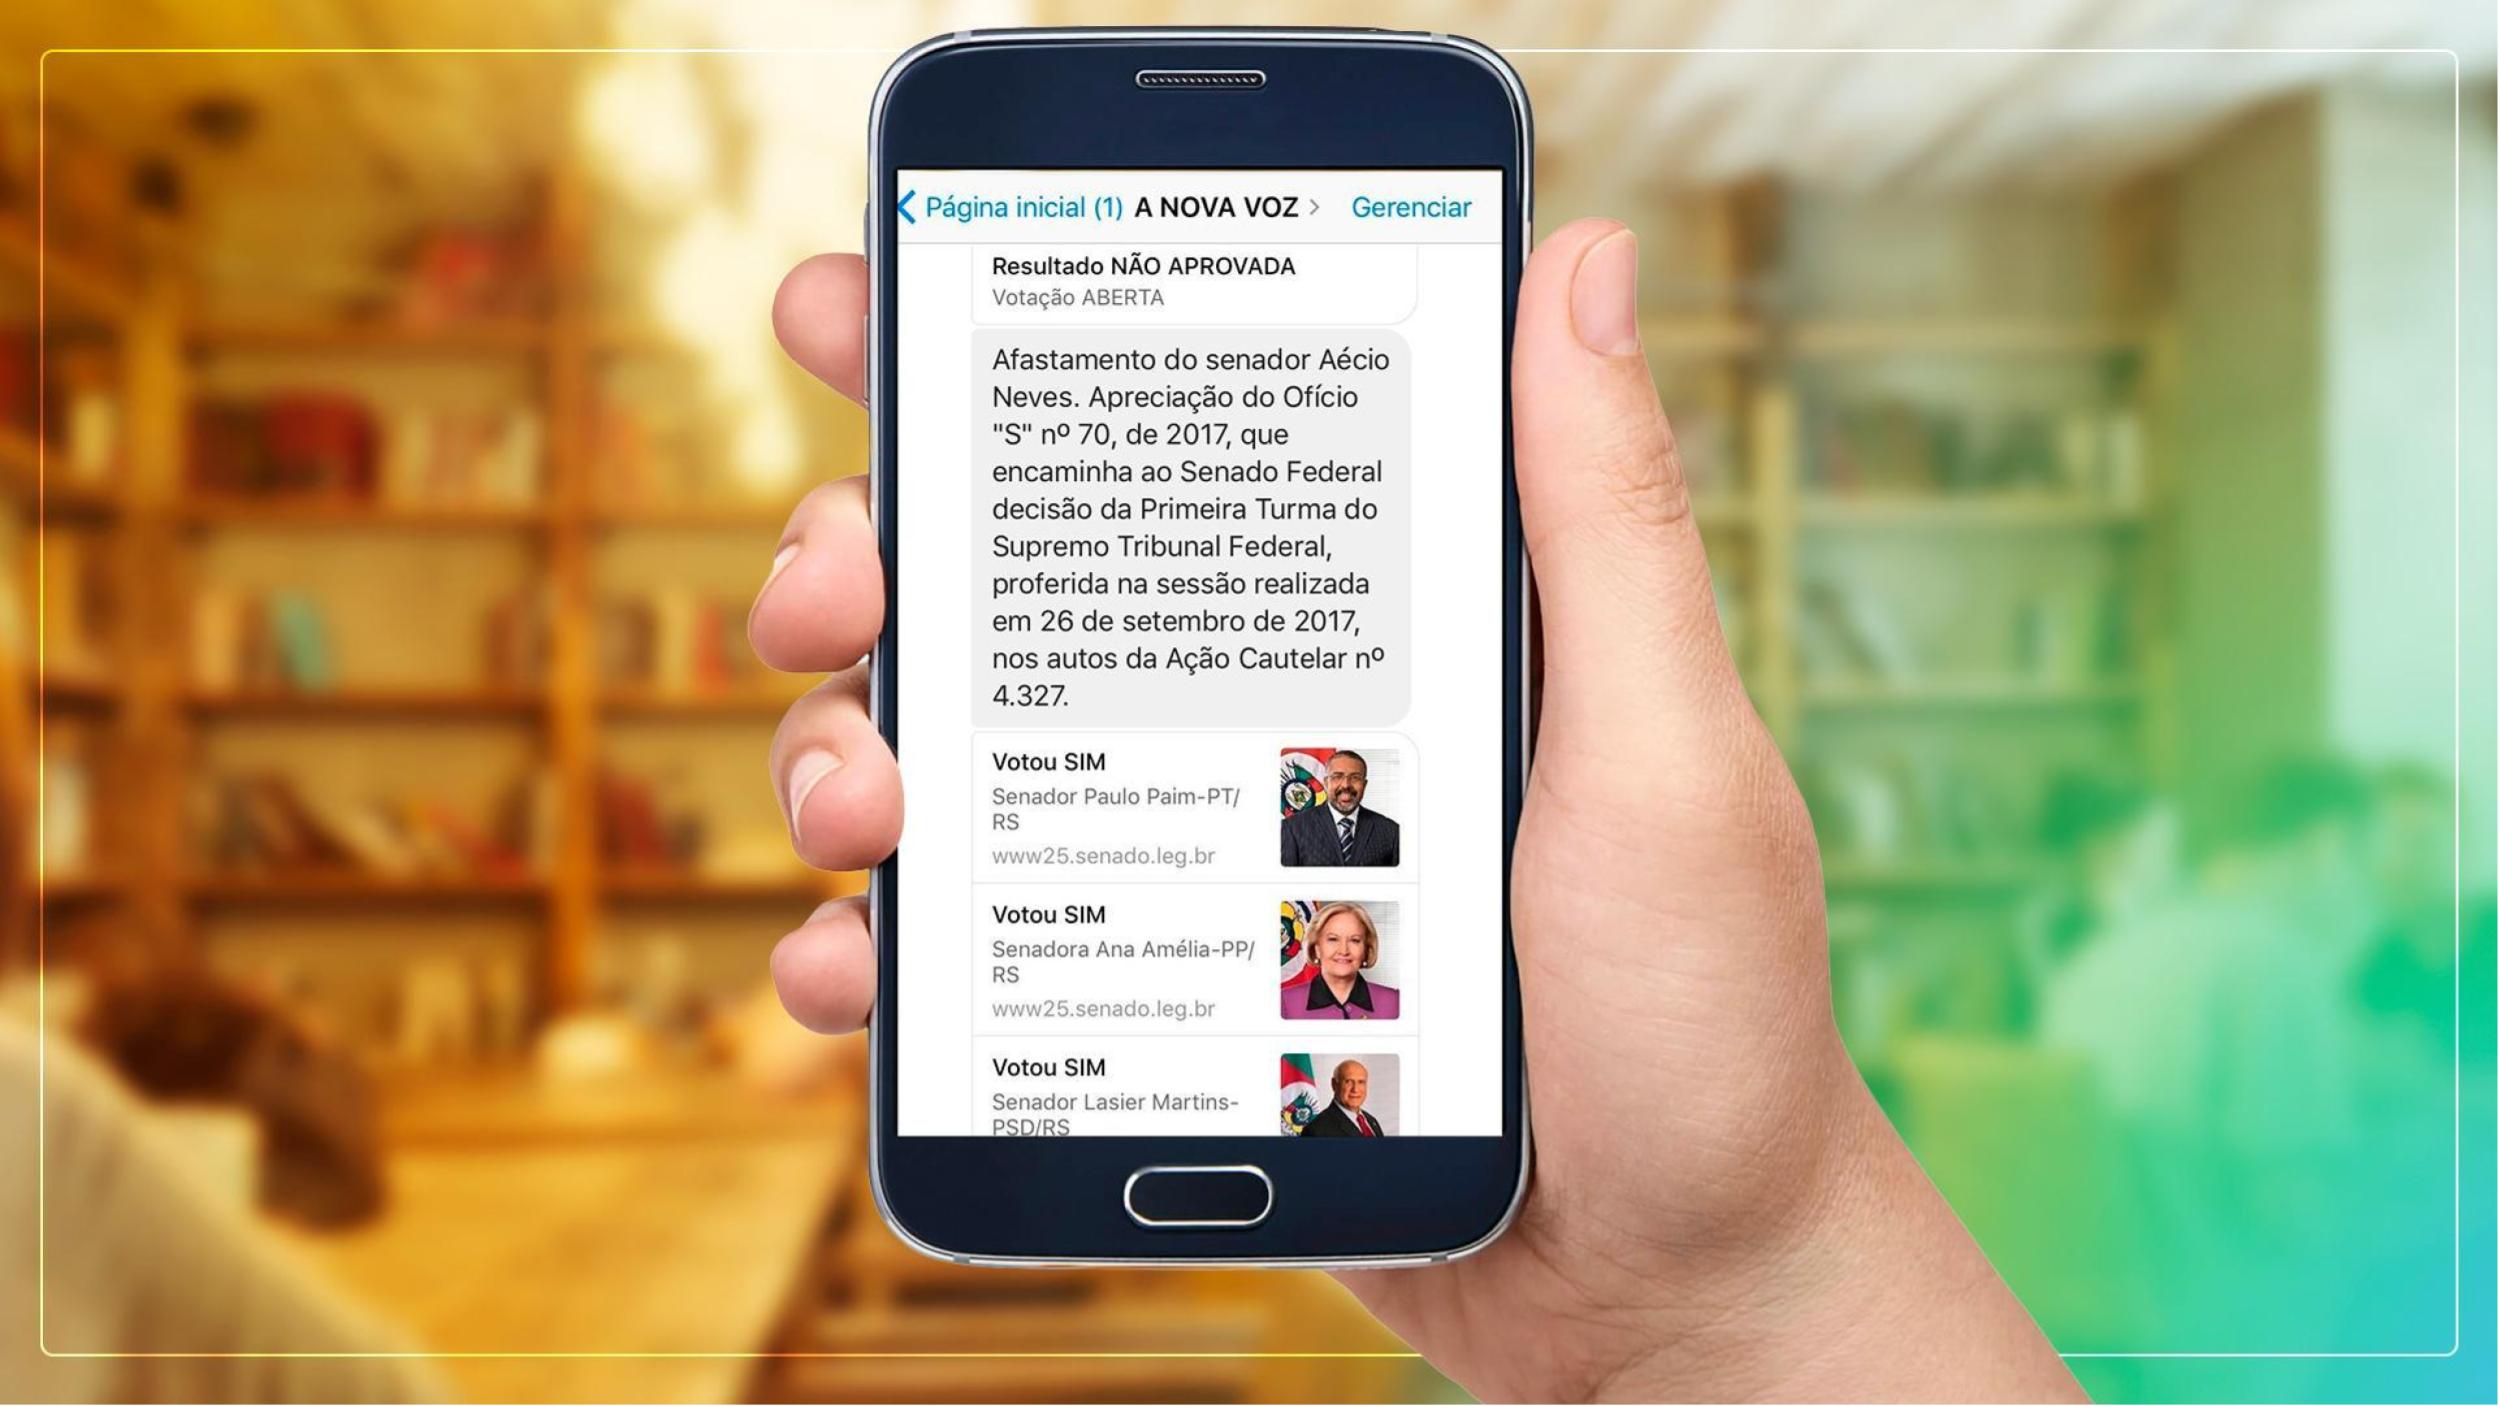 Página inicial (1) A NOVA VOZ Gerenciar
Resultado NÃO APROVADA
Votação ABERTA
Afastamento do senador Aécio
Neves. Apreciação do Ofício
"S" nº 70, de 2017, que
encaminha ao Senado Federal
decisão da Primeira Turma do
Supremo Tribunal Federal,
proferida na sessão realizada
em 26 de setembro de 2017,
nos autos da Ação Cautelar nº
4.327.
Votou SIM
Senador Paulo Paim-PT/
RS
www25.senado.leg.br
Votou SIM
Senadora Ana Amélia-PP/
RS
www25.senado.leg.br
Votou SIM
Senador Lasier Martins-
PSD/RS